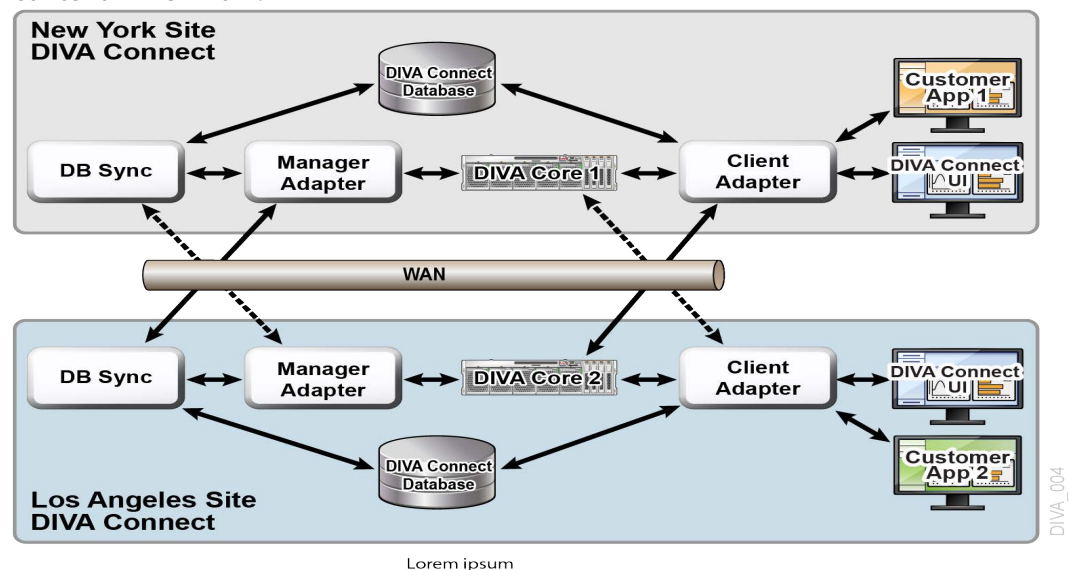 New York Site
DIVA Connect
DIVA Connect
Database
Customer
App 1
DB Sync
Manager
Adapter
DIVA Core 1
Client
Adapter
DIVA Connect
UI
WAN
DB Sync
Manager
Adapter
DIVA Core 2
Client
Adapter
DIVA Connect
UI
DIVA Connect
Database
Customer
App 2
Los Angeles Site
DIVA Connect
DIVA_004
Lorem ipsum